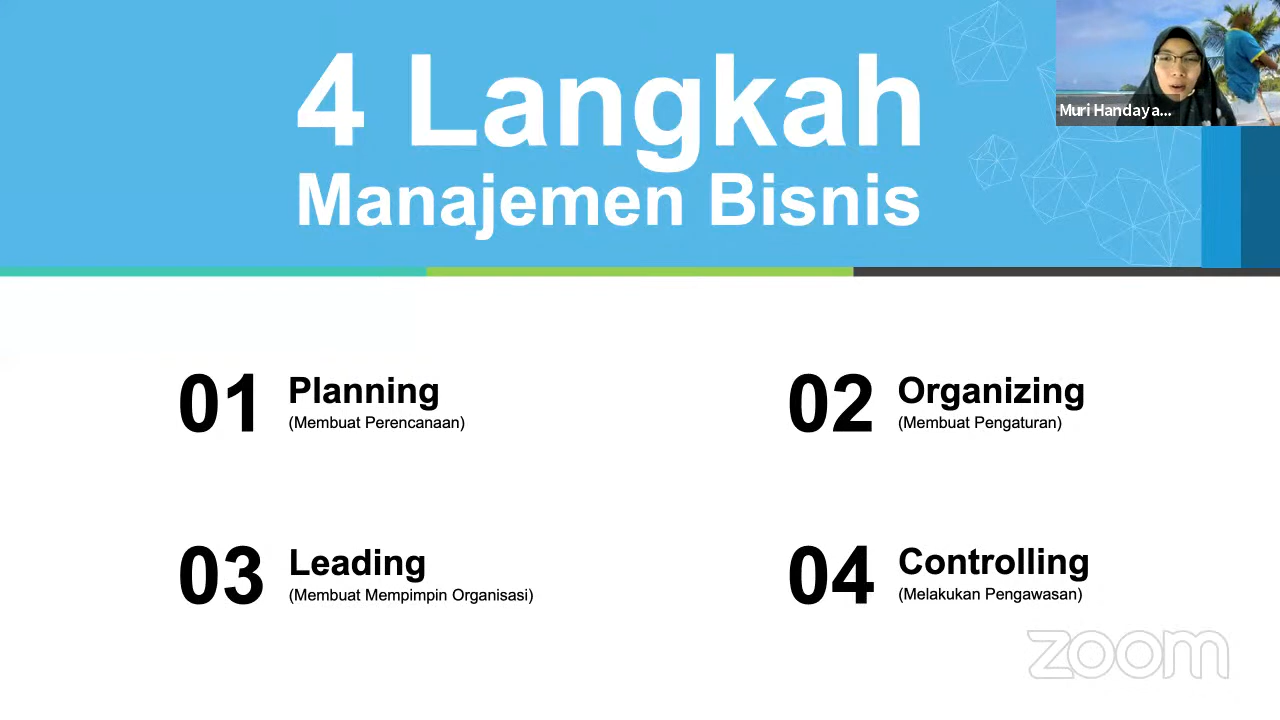 4 Langkah
Manajemen Bisnis
Muri Handaya...
01 Planning
(Membuat Perencanaan)
02 Organizing
(Membuat Pengaturan)
03 Leading
(Membuat Mempimpin Organisasi)
04 Controlling
(Melakukan Pengawasan)
zoom